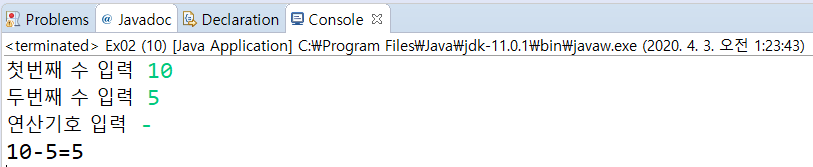 Problems @ Javadoc Declaration Console
<terminated> Ex02 (10) [Java Application] C:₩Program Files₩Java₩jdk-11.0.1₩bin₩javaw.exe (2020. 4. 3. 오전 1:23:43)
첫번째 수 입력 10
두번째 수 입력 5
연산기호 입력 -
10-5=5